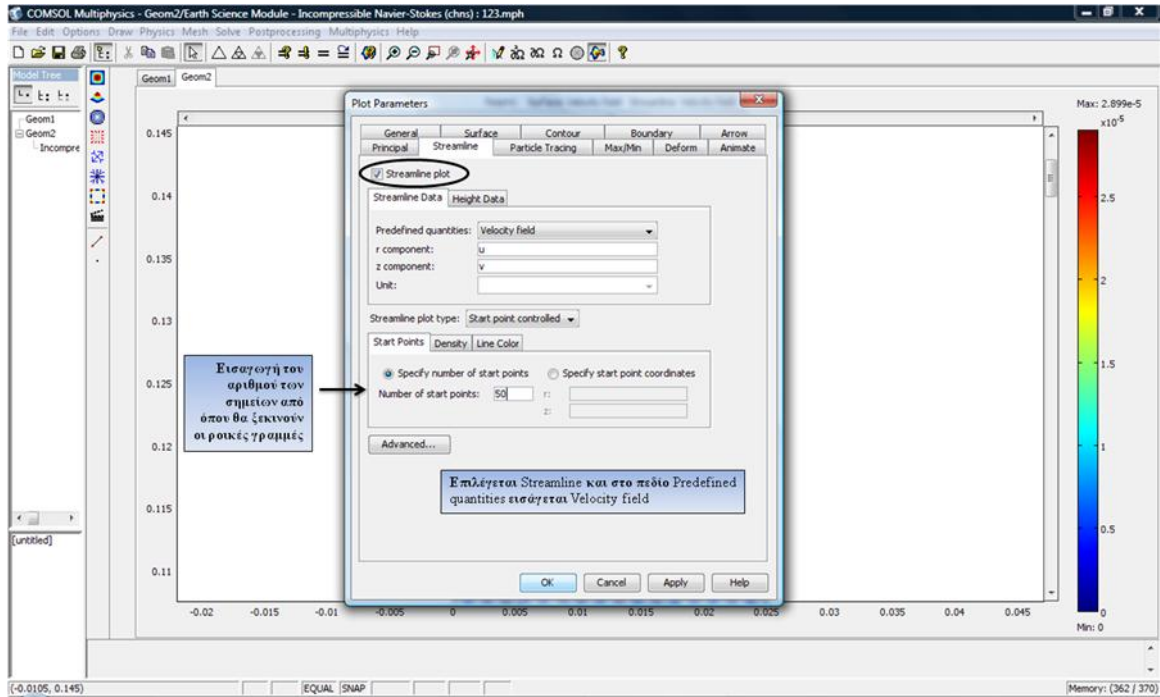 COMSOL Multiphysics - Geom2/Earth Science Module - Incompressible Navier-Stokes (chns) : 123.mph
File Edit Options Draw Physics Mesh Solve Postprocessing Multiphysics Help
Model Tree
Geom1
Geom2
Incompre
[untitled]
Geom1 Geom2
Plot Parameters
General Surface Contour Boundary Arrow
Principal Streamline Particle Tracing Max/Min Deform Animate
Streamline plot
Streamline Data Height Data
Predefined quantities: Velocity field
r component: u
z component: v
Unit:
Streamline plot type: Start point controlled
Start Points Density Line Color
Specify number of start points Specify start point coordinates
Number of start points: 50 r:
z:
Advanced...
Εισαγωγή του
αριθμού των
σημείων από
όπου θα ξεκινούν
οι ροικές γραμμές
Επιλέγεται Streamline και στο πεδίο Predefined
quantities εισάγεται Velocity field
OK Cancel Apply Help
0.145
0.14
0.135
0.13
0.125
0.12
0.115
0.11
-0.02 -0.015 -0.01 -0.005 0 0.005 0.01 0.015 0.02 0.025 0.03 0.035 0.04 0.045
Max: 2.899e-5
x10-5
2.5
2
1.5
1
0.5
0
Min: 0
(-0.0105, 0.145) EQUAL SNAP Memory: (362 / 370)